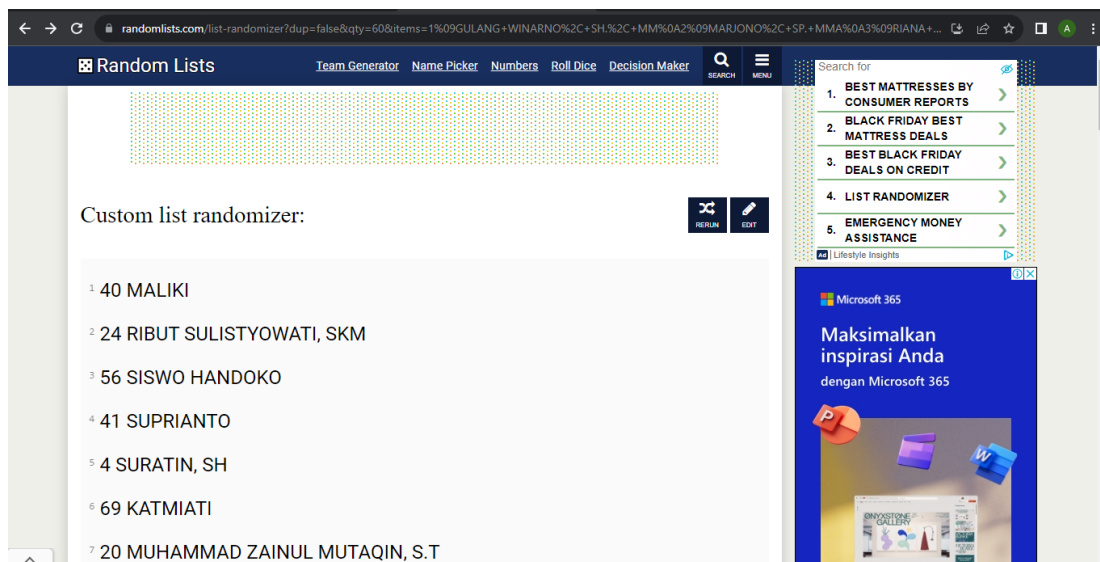 randomlists.com/list-randomizer?dup=false&qty=60&items=1%09GULANG+WINARNO%2C+SH.%2C+MM%0A2%09MARJONO%2C+SP.+MMA%0A3%09RIANA+...
A
Random Lists
Team Generator Name Picker Numbers Roll Dice Decision Maker
SEARCH MENU
Custom list randomizer:
RERUN EDIT
1 40 MALIKI
2 24 RIBUT SULISTYOWATI, SKM
3 56 SISWO HANDOKO
4 41 SUPRIANTO
5 4 SURATIN, SH
6 69 KATMIATI
7 20 MUHAMMAD ZAINUL MUTAQIN, S.T
Search for
1. BEST MATTRESSES BY
CONSUMER REPORTS
2. BLACK FRIDAY BEST
MATTRESS DEALS
3. BEST BLACK FRIDAY
DEALS ON CREDIT
4. LIST RANDOMIZER
5. EMERGENCY MONEY
ASSISTANCE
Ad | Lifestyle Insights
Microsoft 365
Maksimalkan
inspirasi Anda
dengan Microsoft 365
P
W
ONYXSTONE
GALLERY